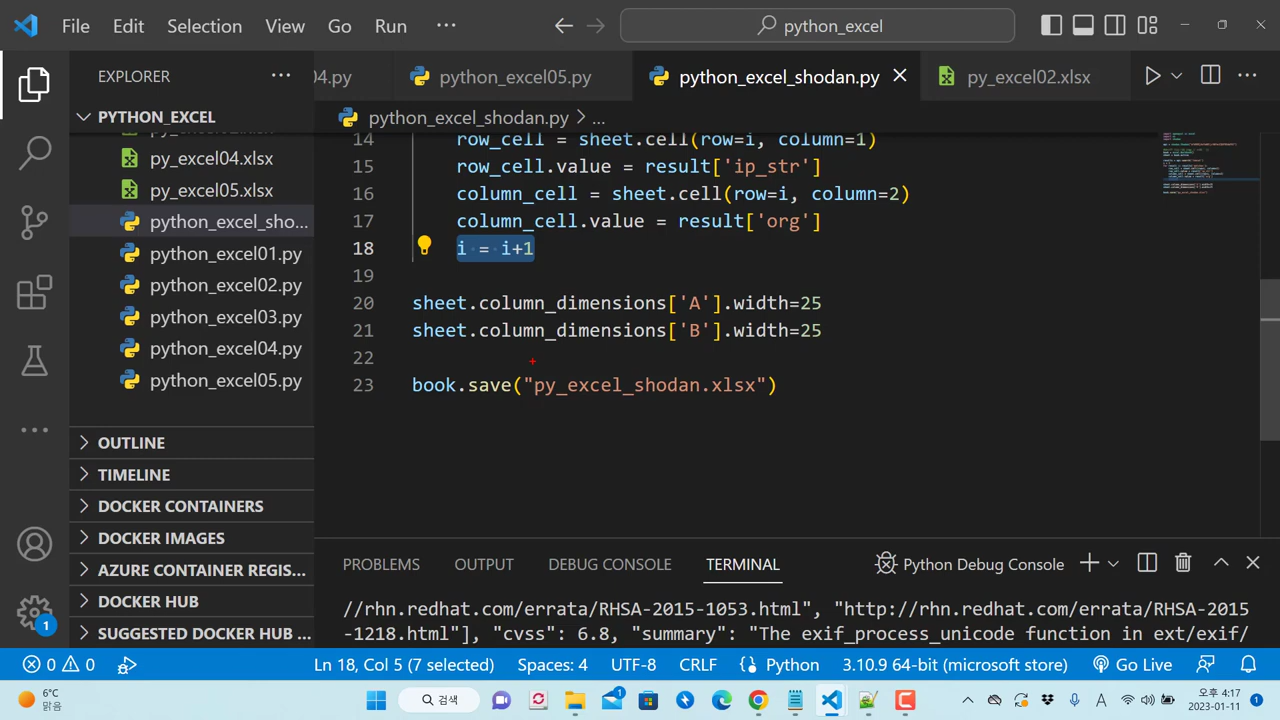 File Edit Selection View Go Run ··· python_excel
EXPLORER ···
04.py python_excel05.py python_excel_shodan.py py_excel02.xlsx
PYTHON_EXCEL
py_excel04.xlsx
py_excel05.xlsx
python_excel_sho...
python_excel01.py
python_excel02.py
python_excel03.py
python_excel04.py
python_excel05.py
OUTLINE
TIMELINE
DOCKER CONTAINERS
DOCKER IMAGES
AZURE CONTAINER REGIS...
DOCKER HUB
SUGGESTED DOCKER HUB ...
1
python_excel_shodan.py > ...
14 row_cell = sheet.cell(row=i, column=1)
15 row_cell.value = result['ip_str']
16 column_cell = sheet.cell(row=i, column=2)
17 column_cell.value = result['org']
18 i = i+1
19
20 sheet.column_dimensions['A'].width=25
21 sheet.column_dimensions['B'].width=25
22
23 book.save("py_excel_shodan.xlsx")
PROBLEMS OUTPUT DEBUG CONSOLE TERMINAL Python Debug Console
//rhn.redhat.com/errata/RHSA-2015-1053.html", "http://rhn.redhat.com/errata/RHSA-2015
-1218.html"], "cvss": 6.8, "summary": "The exif_process_unicode function in ext/exif/
0 0 Ln 18, Col 5 (7 selected) Spaces: 4 UTF-8 CRLF Python 3.10.9 64-bit (microsoft store) Go Live
6°C
맑음
검색
1
A
오후 4:17
2023-01-11
1